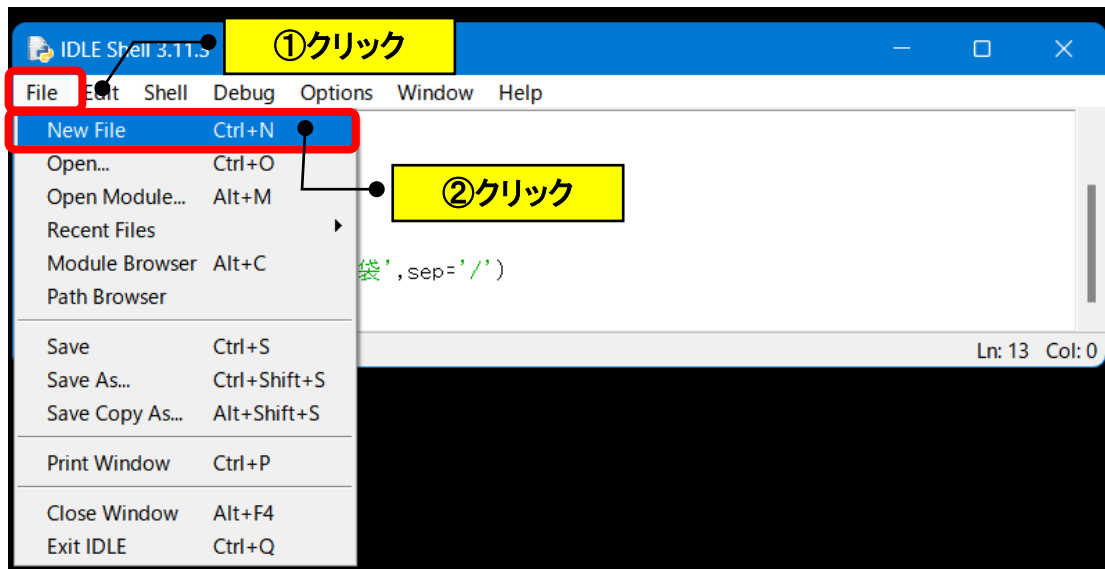 IDLE Shell 3.11.
①クリック
File Edit Shell Debug Options Window Help
New File Ctrl+N
Open... Ctrl+O
②クリック
Open Module... Alt+M
Recent Files
Module Browser Alt+C
袋',sep='/')
Path Browser
Save Ctrl+S
Ln: 13 Col: 0
Save As... Ctrl+Shift+S
Save Copy As... Alt+Shift+S
Print Window Ctrl+P
Close Window Alt+F4
Exit IDLE Ctrl+Q